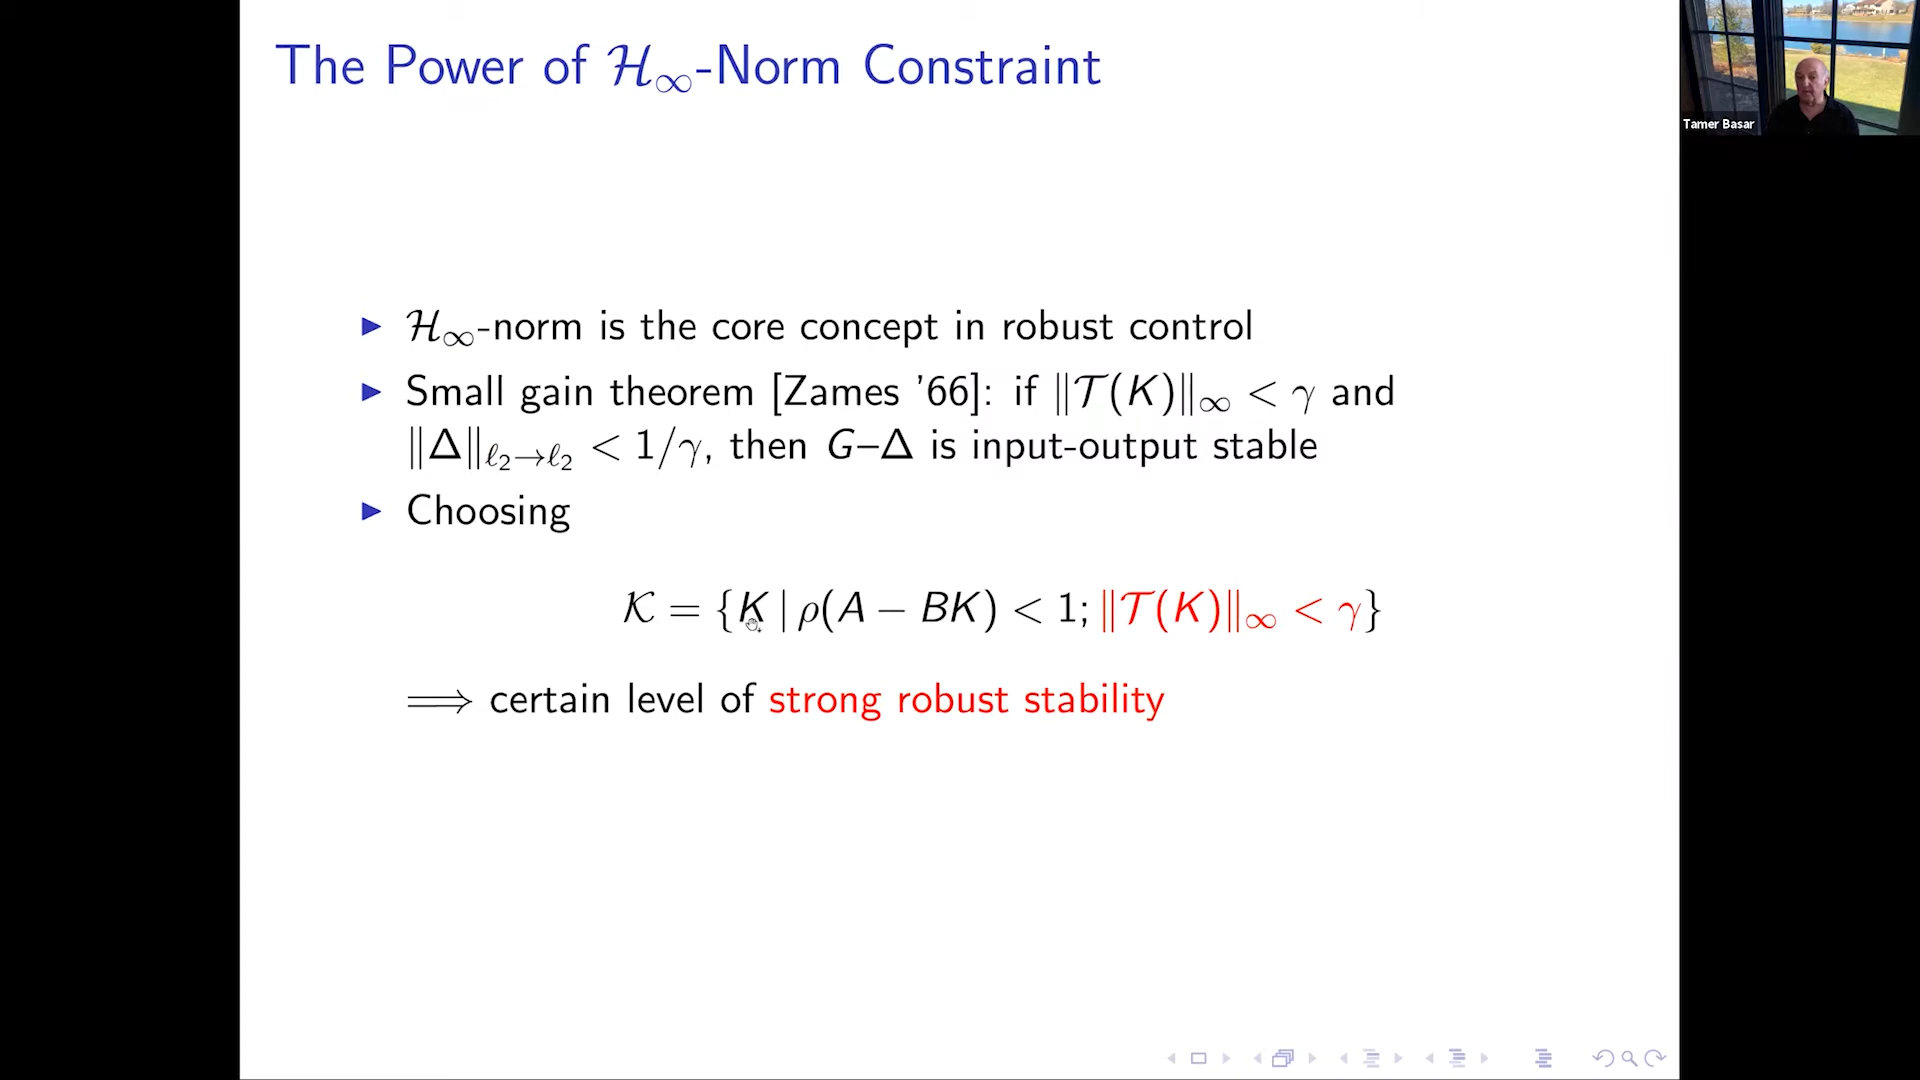 The Power of ℋ∞-Norm Constraint
Tamer Basar
▶ ℋ∞-norm is the core concept in robust control
▶ Small gain theorem [Zames ’66]: if ‖𝒯(K)‖∞ < γ and
‖Δ‖ℓ₂→ℓ₂ < 1/γ, then G–Δ is input-output stable
▶ Choosing
𝒦 = {K | ρ(A − BK) < 1; ‖𝒯(K)‖∞ < γ}
⟹ certain level of strong robust stability